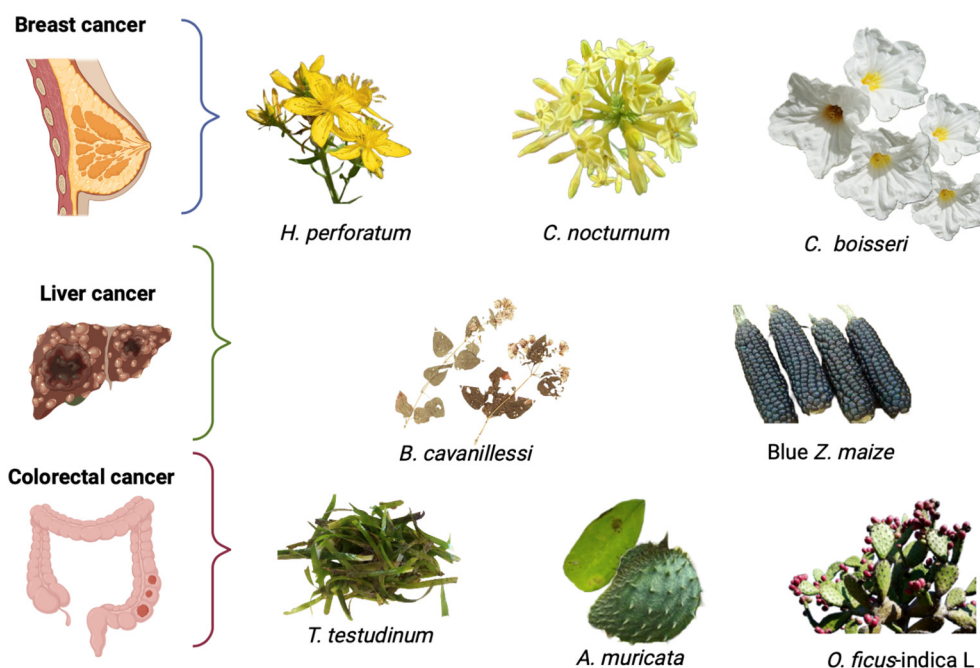 Breast cancer
H. perforatum
C. nocturnum
C. boisseri
Liver cancer
B. cavanillessi
Blue Z. maize
Colorectal cancer
T. testudinum
A. muricata
O. ficus-indica L